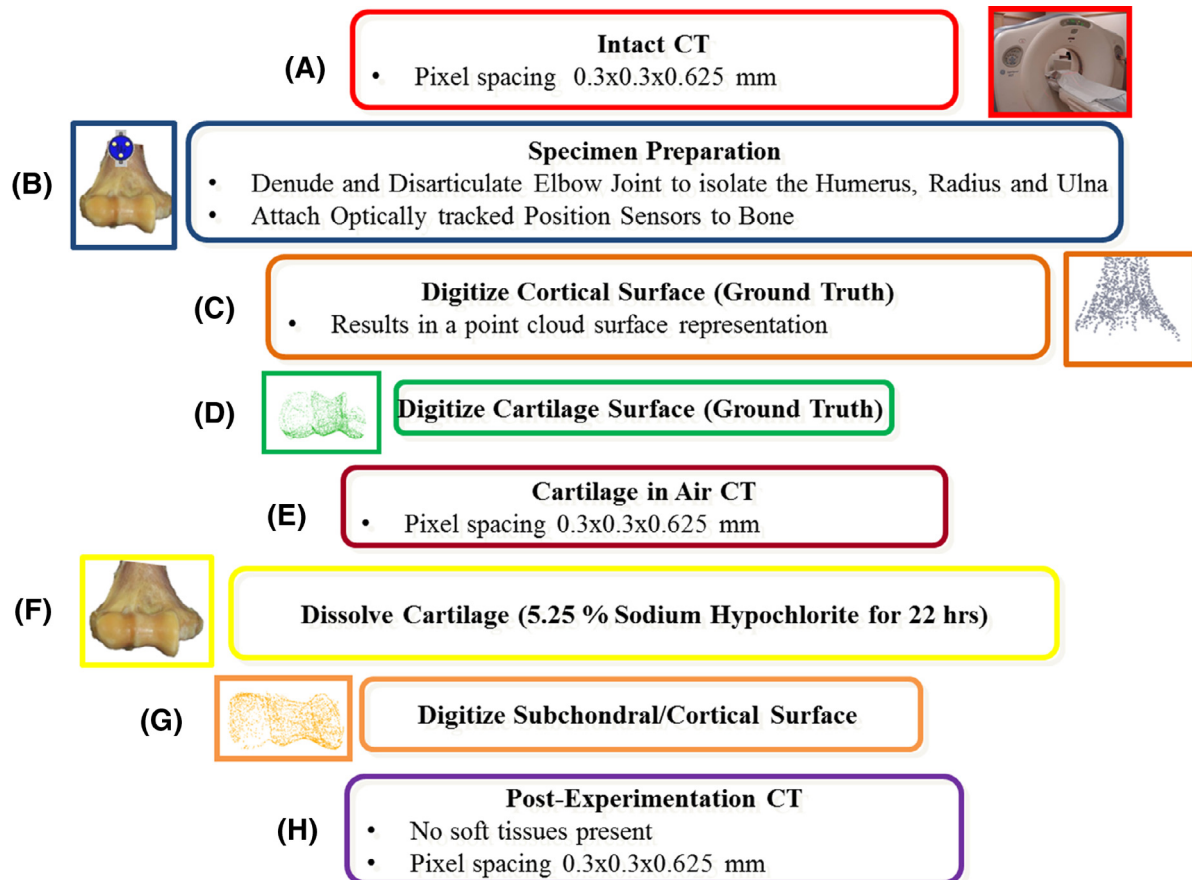 (A)
Intact CT
• Pixel spacing 0.3x0.3x0.625 mm
(B)
Specimen Preparation
• Denude and Disarticulate Elbow Joint to isolate the Humerus, Radius and Ulna
• Attach Optically tracked Position Sensors to Bone
(C)
Digitize Cortical Surface (Ground Truth)
• Results in a point cloud surface representation
(D)
Digitize Cartilage Surface (Ground Truth)
(E)
Cartilage in Air CT
• Pixel spacing 0.3x0.3x0.625 mm
(F)
Dissolve Cartilage (5.25 % Sodium Hypochlorite for 22 hrs)
(G)
Digitize Subchondral/Cortical Surface
(H)
Post-Experimentation CT
• No soft tissues present
• Pixel spacing 0.3x0.3x0.625 mm